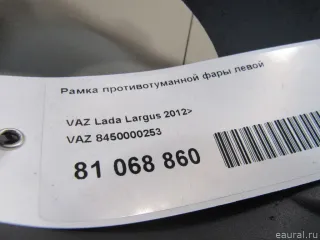 Рамка противотуманной фары левой
VAZ Lada Largus 2012>
VAZ 8450000253
81 068 860
© eaural.ru